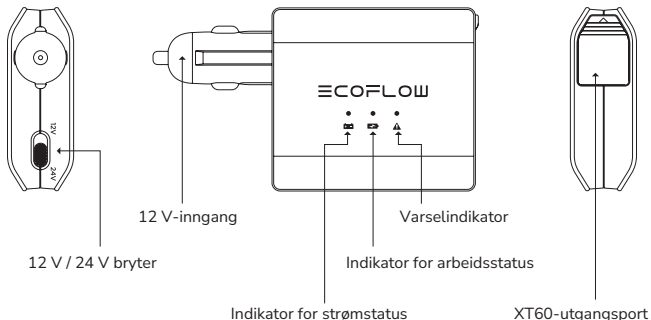 ECOFLOW
12V
24V
12 V-inngang
Varselindikator
12 V / 24 V bryter
Indikator for arbeidsstatus
Indikator for strømstatus
XT60-utgangsport